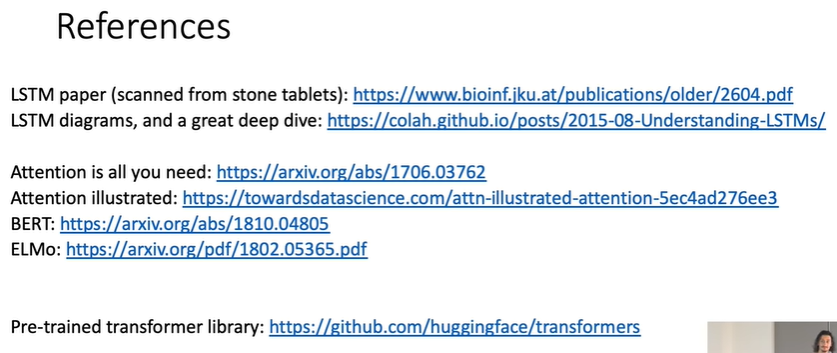 References
LSTM paper (scanned from stone tablets): https://www.bioinf.jku.at/publications/older/2604.pdf
LSTM diagrams, and a great deep dive: https://colah.github.io/posts/2015-08-Understanding-LSTMs/
Attention is all you need: https://arxiv.org/abs/1706.03762
Attention illustrated: https://towardsdatascience.com/attn-illustrated-attention-5ec4ad276ee3
BERT: https://arxiv.org/abs/1810.04805
ELMo: https://arxiv.org/pdf/1802.05365.pdf
Pre-trained transformer library: https://github.com/huggingface/transformers